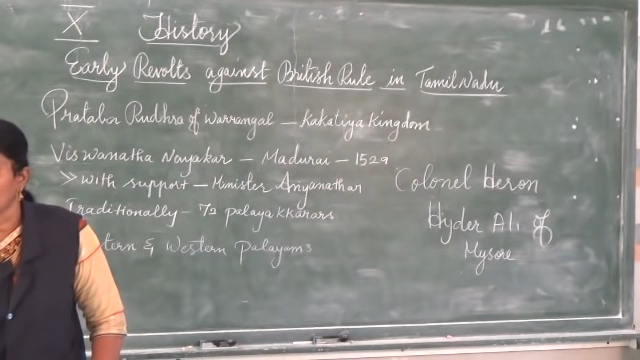 X History
Early Revolts against British Rule in Tamil Nadu
Prataba Rudhra of Warrangal – Kakatiya Kingdom
Viswanatha Nayakar – Madurai – 1529
>> with support – Minister Ariyanathar
Traditionally – 72 palayakkarars
tern & Western Palayams
Colonel Heron
Hyder Ali of
Mysore